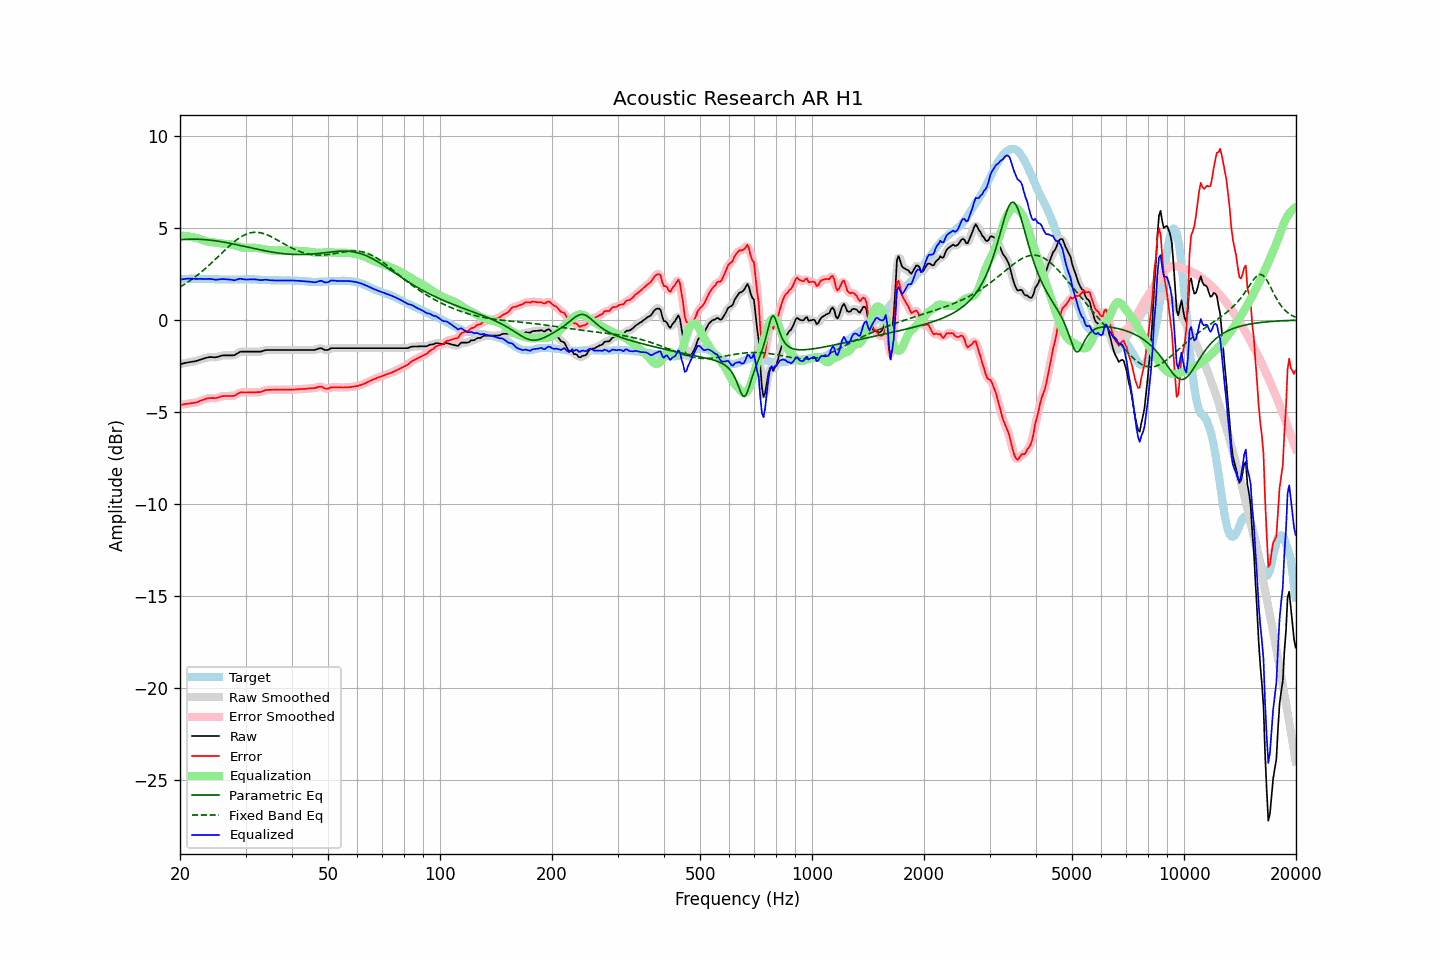 Acoustic Research AR H1
10
5
0
−5
−10
−15
−20
−25
Amplitude (dBr)
Target
Raw Smoothed
Error Smoothed
Raw
Error
Equalization
Parametric Eq
Fixed Band Eq
Equalized
20 50 100 200 500 1000 2000 5000 10000 20000
Frequency (Hz)